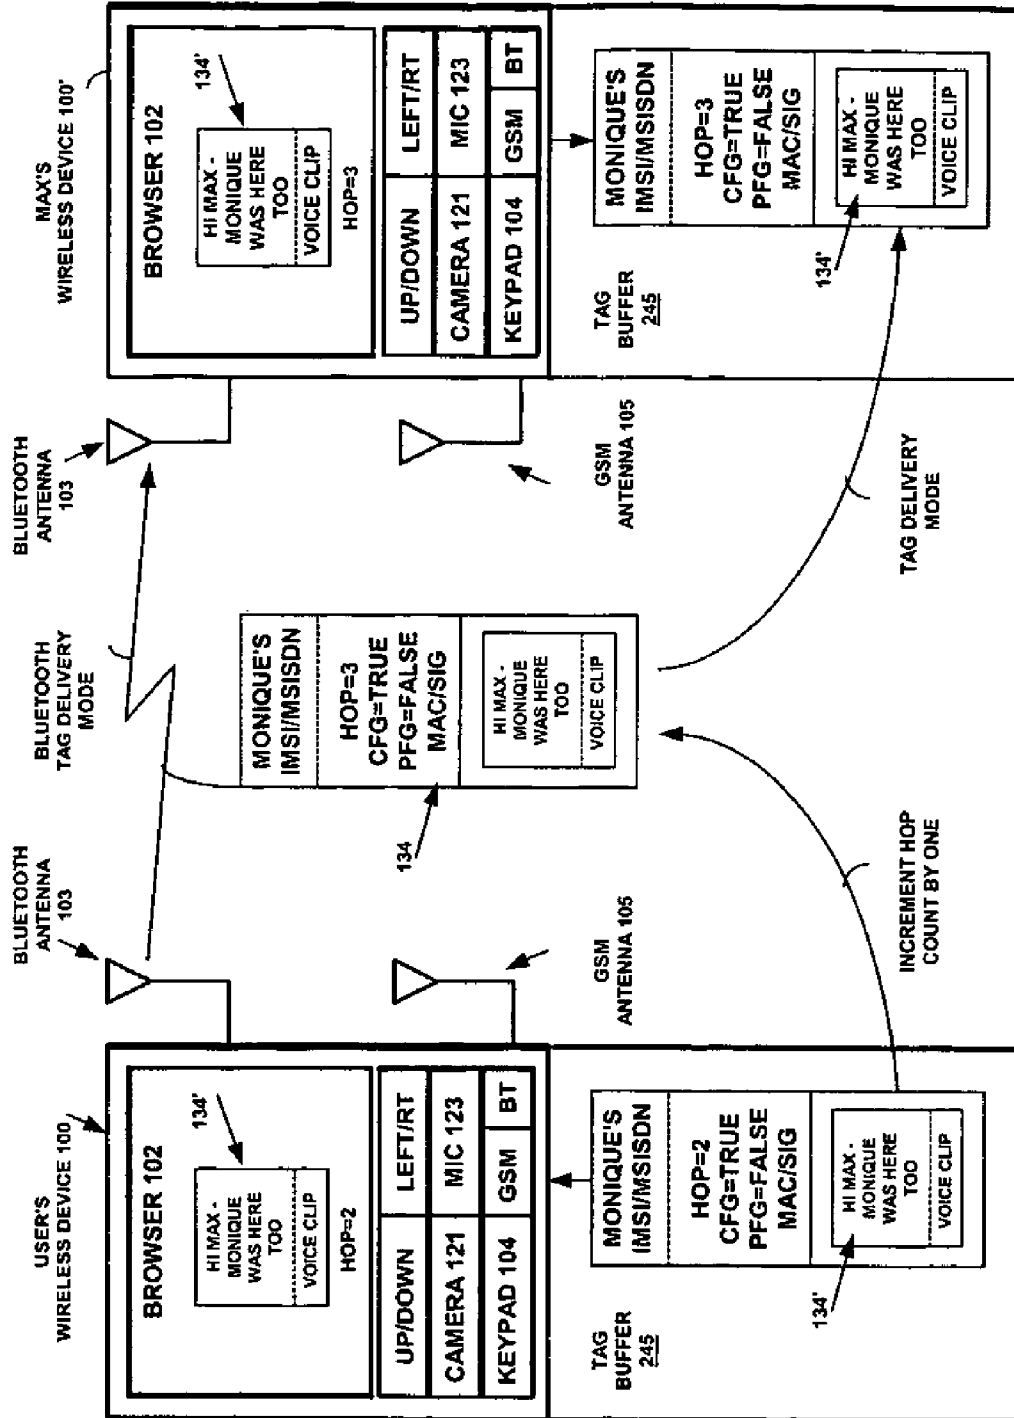 USER'S
WIRELESS DEVICE 100
BROWSER 102
134'
HI MAX -
MONIQUE
WAS HERE
TOO
VOICE CLIP
HOP=2
UP/DOWN
LEFT/RT
CAMERA 121
MIC 123
KEYPAD 104
GSM
BT
TAG
BUFFER
245
134'
MONIQUE'S
IMSI/MSISDN
HOP=2
CFG=TRUE
PFG=FALSE
MAC/SIG
HI MAX -
MONIQUE
WAS HERE
TOO
VOICE CLIP
BLUETOOTH
ANTENNA
103
GSM
ANTENNA 105
INCREMENT HOP
COUNT BY ONE
BLUETOOTH
TAG DELIVERY
MODE
134
MONIQUE'S
IMSI/MSISDN
HOP=3
CFG=TRUE
PFG=FALSE
MAC/SIG
HI MAX -
MONIQUE
WAS HERE
TOO
VOICE CLIP
BLUETOOTH
ANTENNA
103
GSM
ANTENNA 105
TAG DELIVERY
MODE
MAX'S
WIRELESS DEVICE 100'
BROWSER 102
134'
HI MAX -
MONIQUE
WAS HERE
TOO
VOICE CLIP
HOP=3
UP/DOWN
LEFT/RT
CAMERA 121
MIC 123
KEYPAD 104
GSM
BT
TAG
BUFFER
245
134'
MONIQUE'S
IMSI/MSISDN
HOP=3
CFG=TRUE
PFG=FALSE
MAC/SIG
HI MAX -
MONIQUE
WAS HERE
TOO
VOICE CLIP